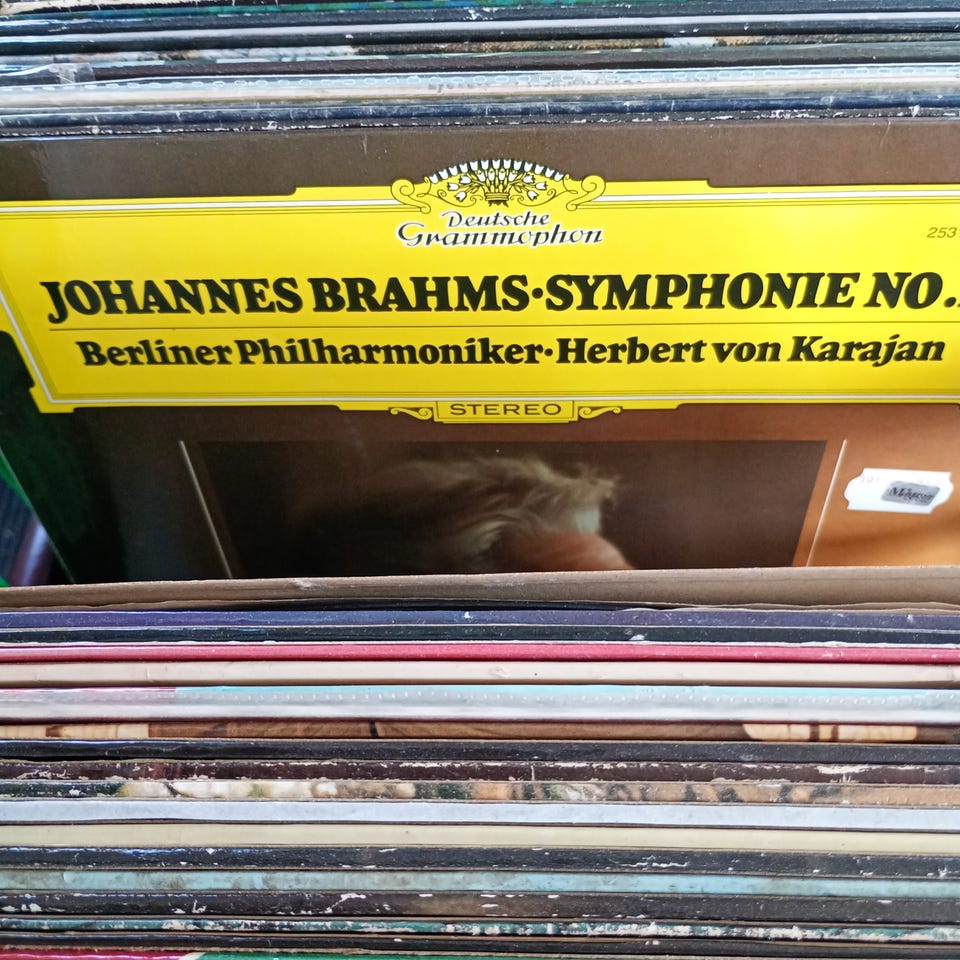 Deutsche
Grammophon
253
JOHANNES BRAHMS·SYMPHONIE NO.
Berliner Philharmoniker·Herbert von Karajan
STEREO